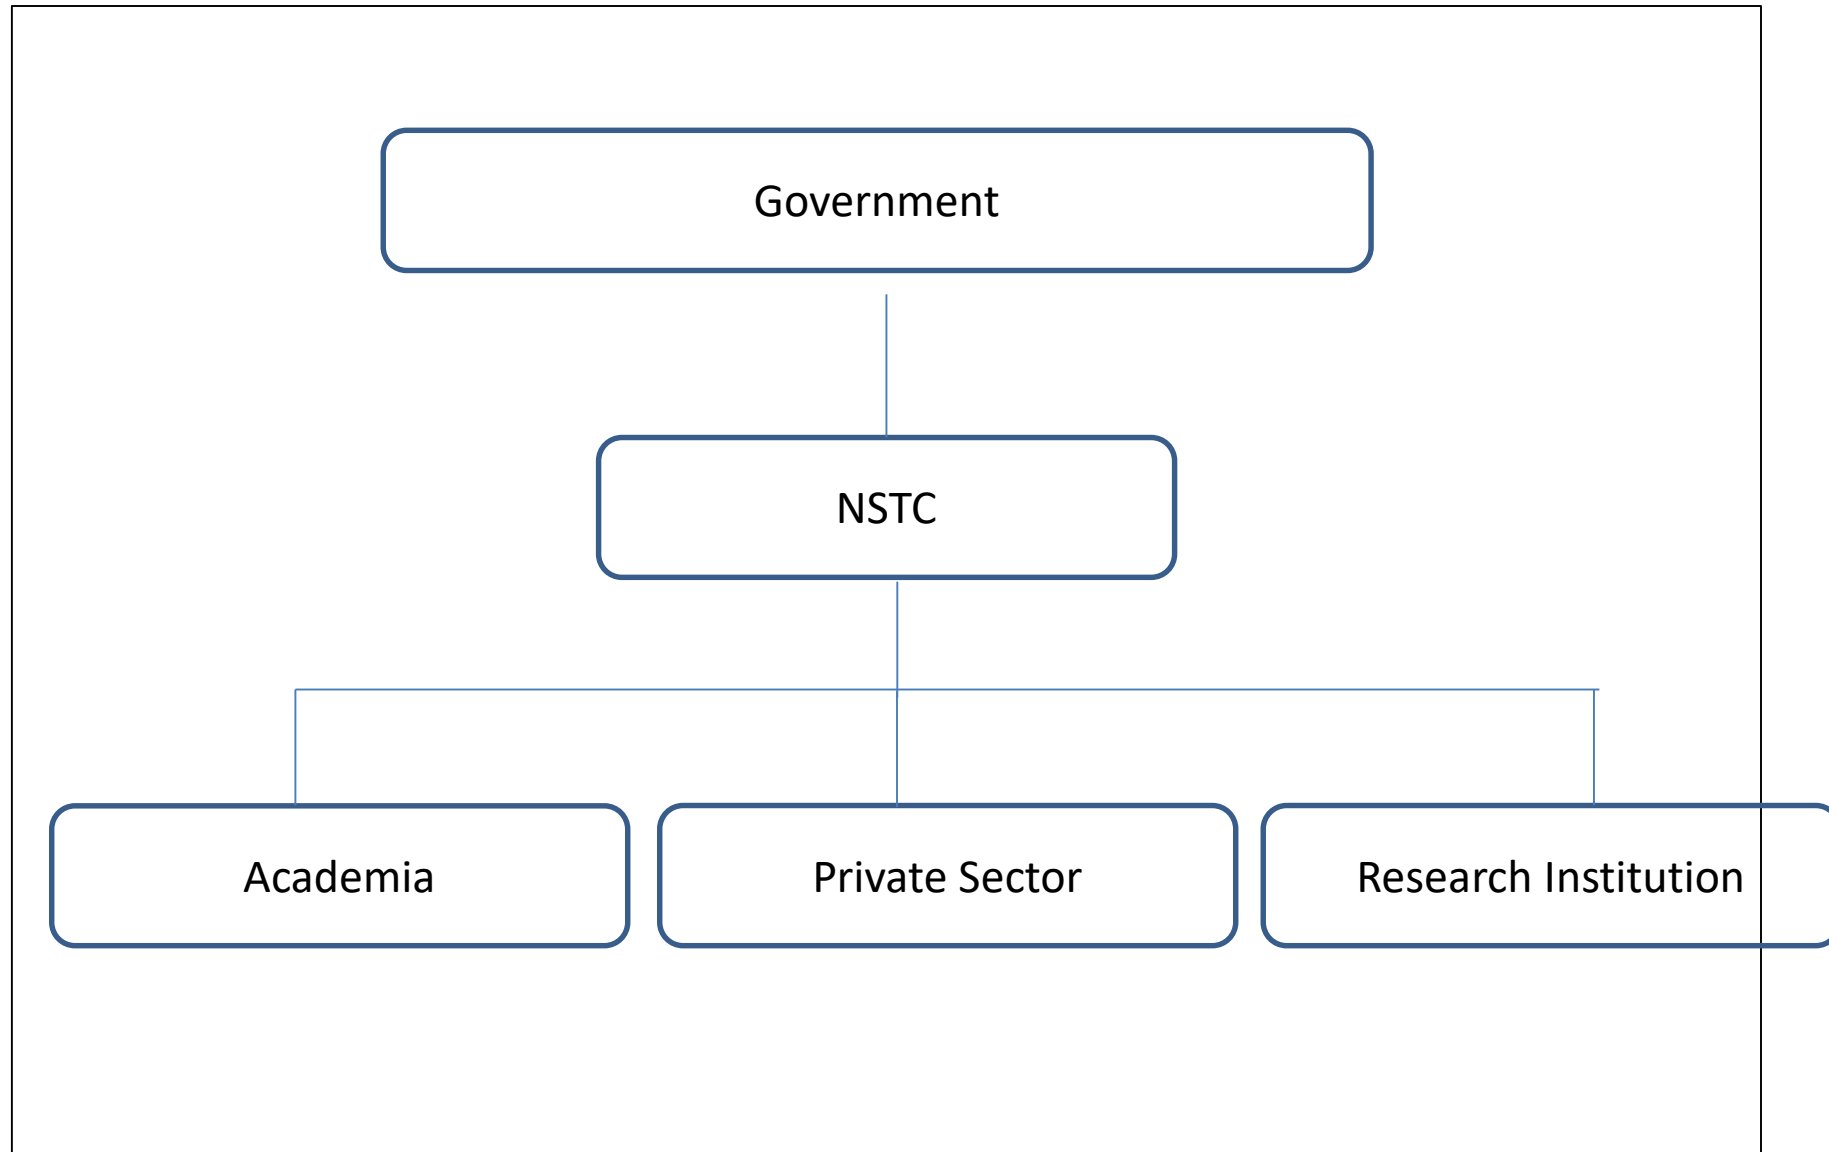 Government
NSTC
Academia
Private Sector
Research Institution